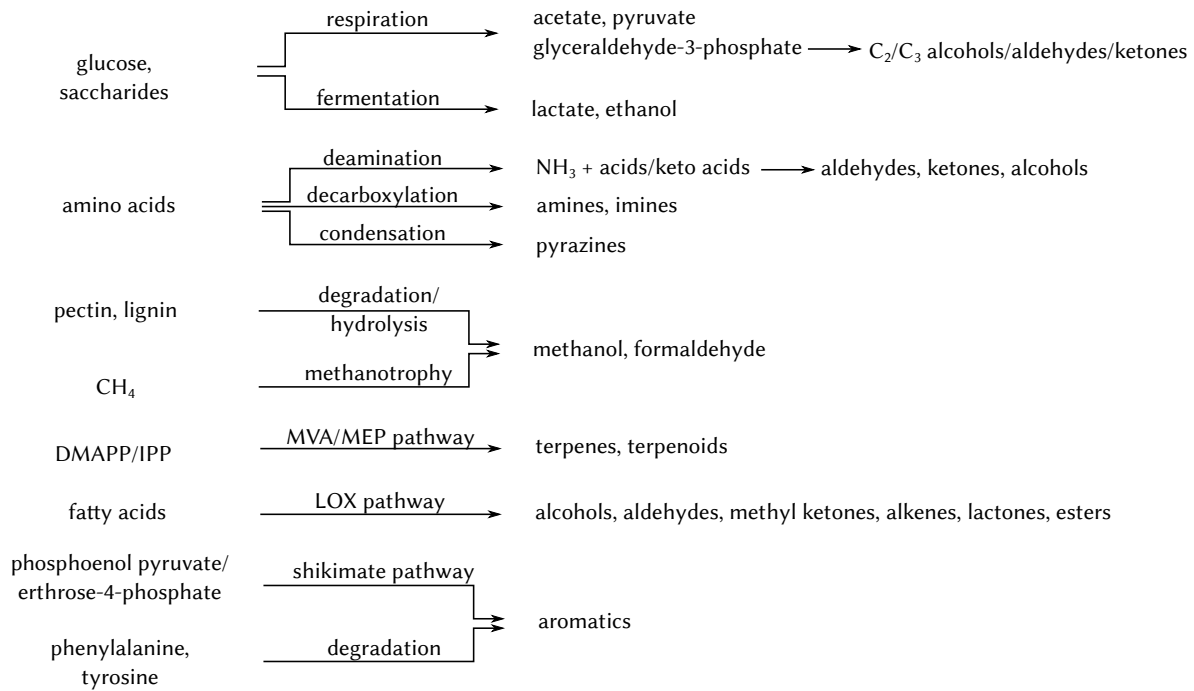 respiration
acetate, pyruvate
glyceraldehyde-3-phosphate
C₂/C₃ alcohols/aldehydes/ketones
glucose,
saccharides
fermentation
lactate, ethanol
deamination
NH₃ + acids/keto acids
aldehydes, ketones, alcohols
amino acids
decarboxylation
amines, imines
condensation
pyrazines
pectin, lignin
degradation/
hydrolysis
methanol, formaldehyde
CH₄
methanotrophy
DMAPP/IPP
MVA/MEP pathway
terpenes, terpenoids
fatty acids
LOX pathway
alcohols, aldehydes, methyl ketones, alkenes, lactones, esters
phosphoenol pyruvate/
erthrose-4-phosphate
shikimate pathway
aromatics
phenylalanine,
tyrosine
degradation